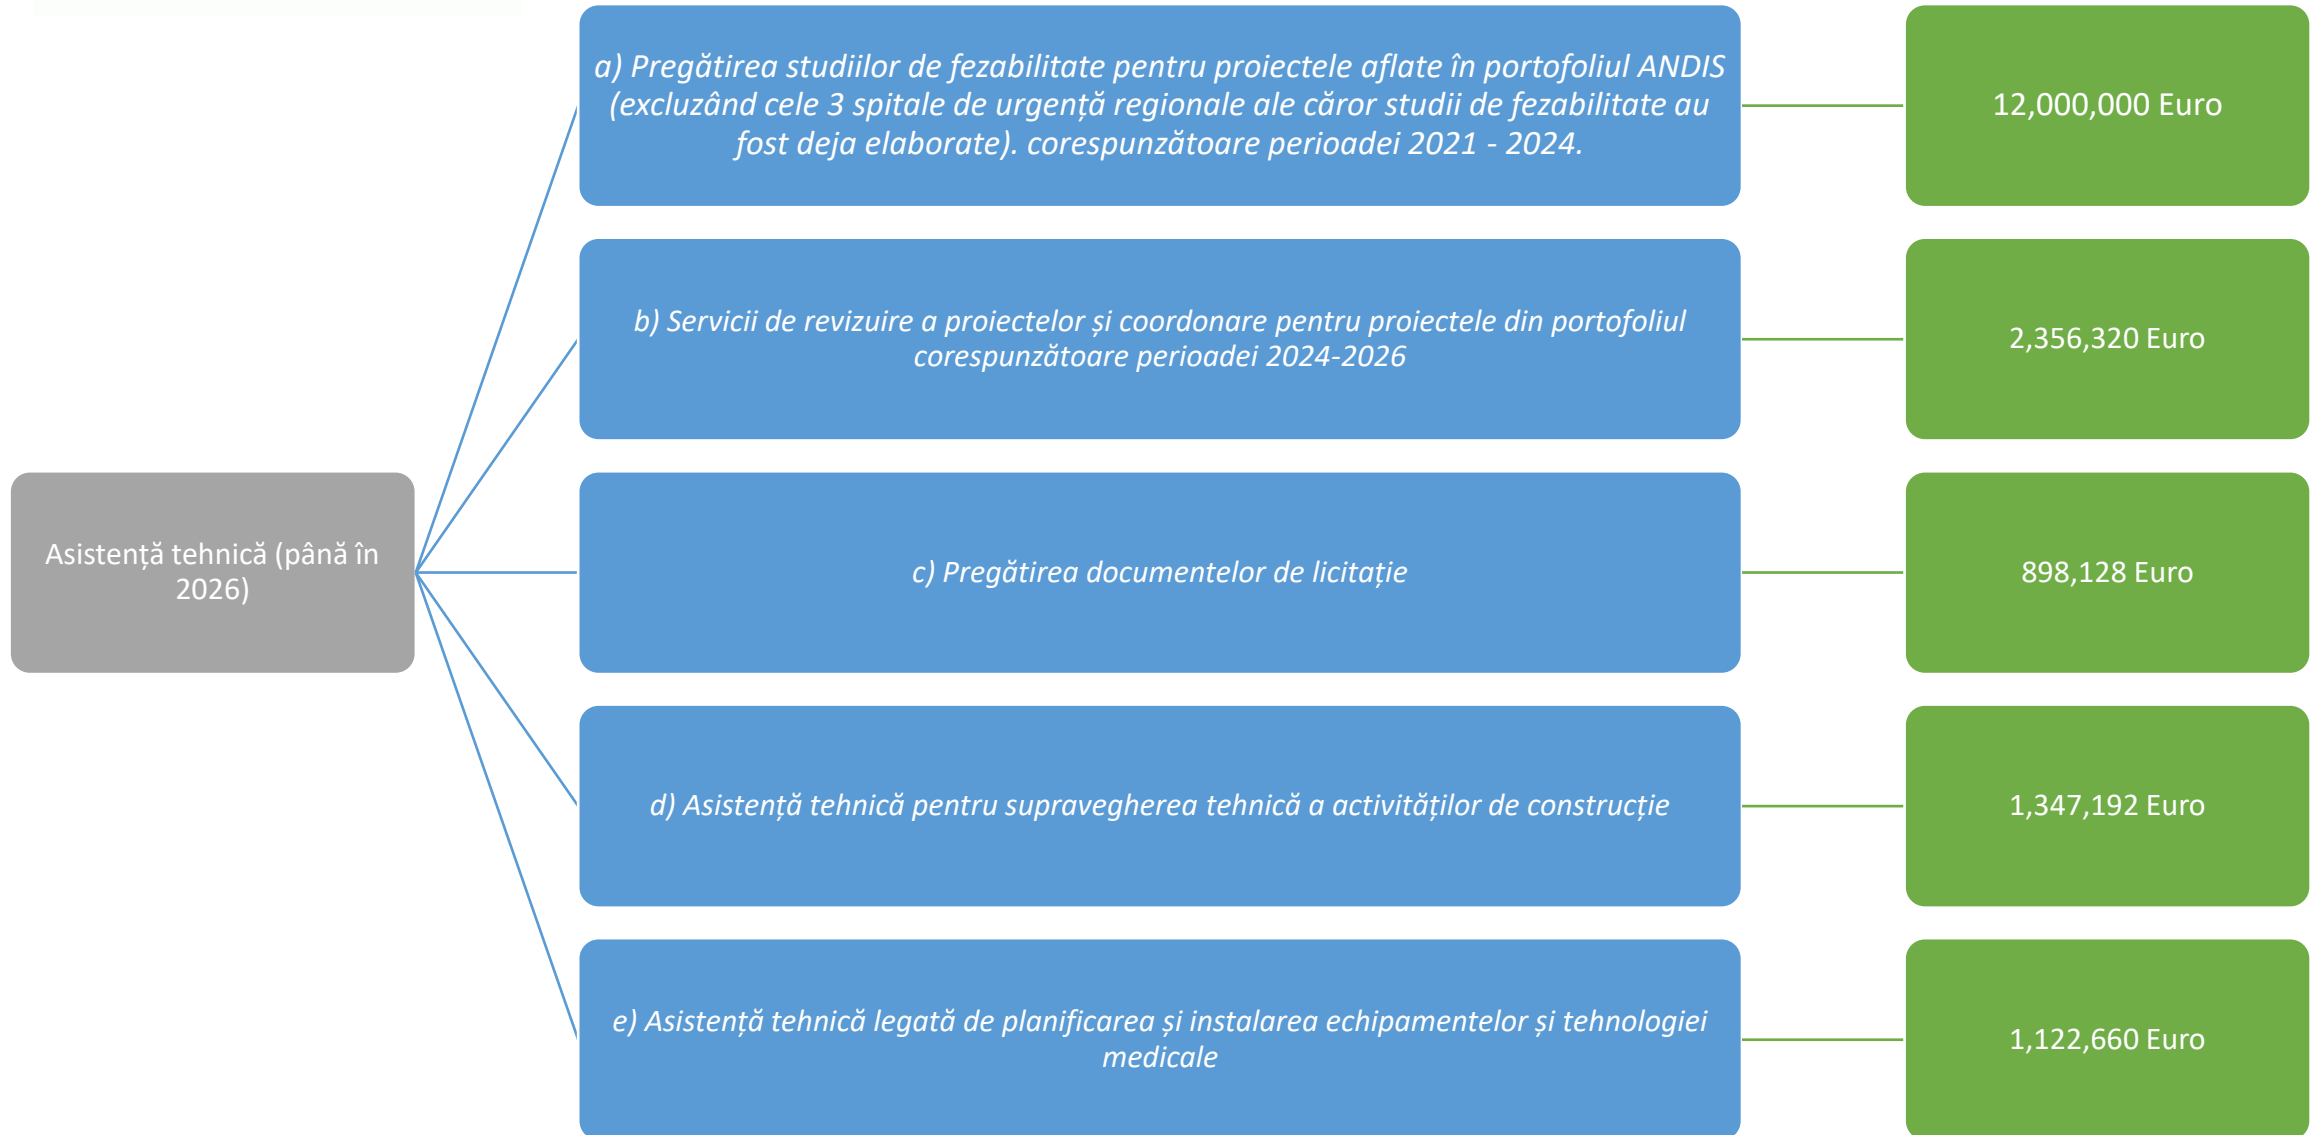 a) Pregătirea studiilor de fezabilitate pentru proiectele aflate în portofoliul ANDIS
(excluzând cele 3 spitale de urgență regionale ale căror studii de fezabilitate au
fost deja elaborate). corespunzătoare perioadei 2021 - 2024.
12,000,000 Euro
b) Servicii de revizuire a proiectelor și coordonare pentru proiectele din portofoliul
corespunzătoare perioadei 2024-2026
2,356,320 Euro
Asistență tehnică (până în
2026)
c) Pregătirea documentelor de licitație
898,128 Euro
d) Asistență tehnică pentru supravegherea tehnică a activităților de construcție
1,347,192 Euro
e) Asistență tehnică legată de planificarea și instalarea echipamentelor și tehnologiei
medicale
1,122,660 Euro